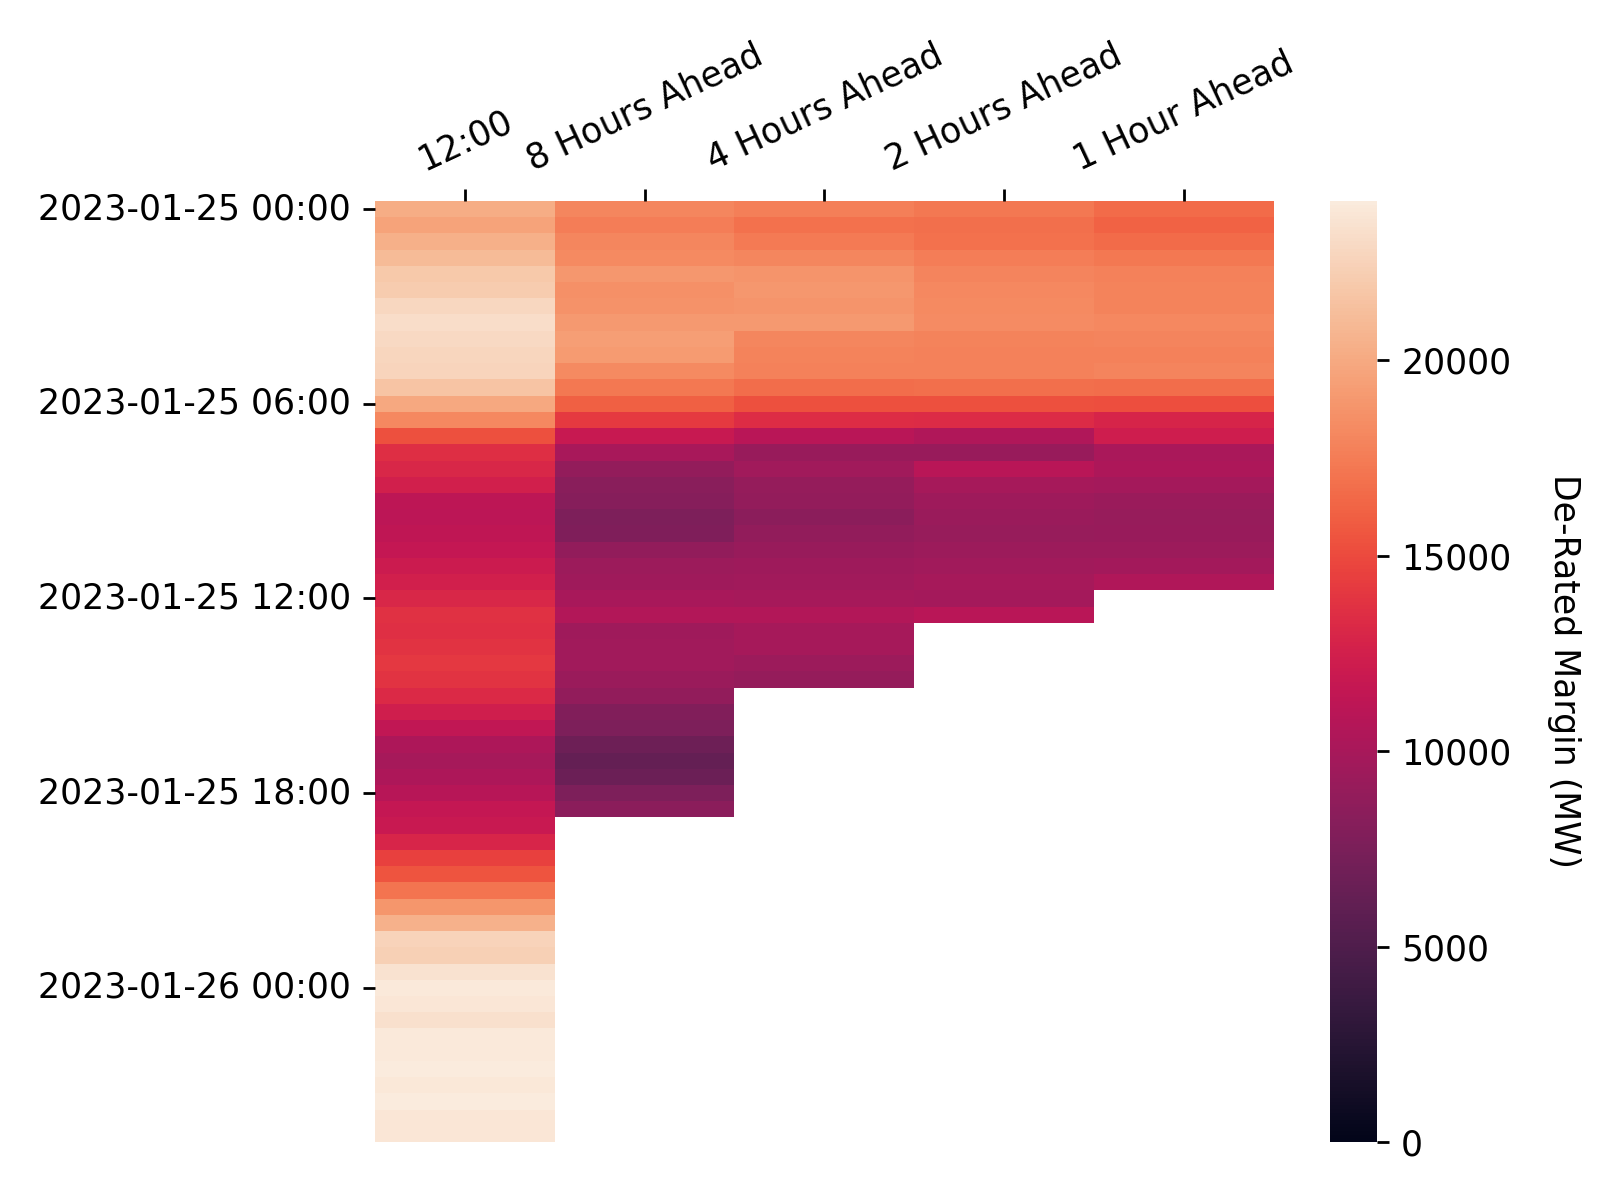 12:00
8 Hours Ahead
4 Hours Ahead
2 Hours Ahead
1 Hour Ahead
2023-01-25 00:00
2023-01-25 06:00
2023-01-25 12:00
2023-01-25 18:00
2023-01-26 00:00
20000
15000
10000
5000
0
De-Rated Margin (MW)